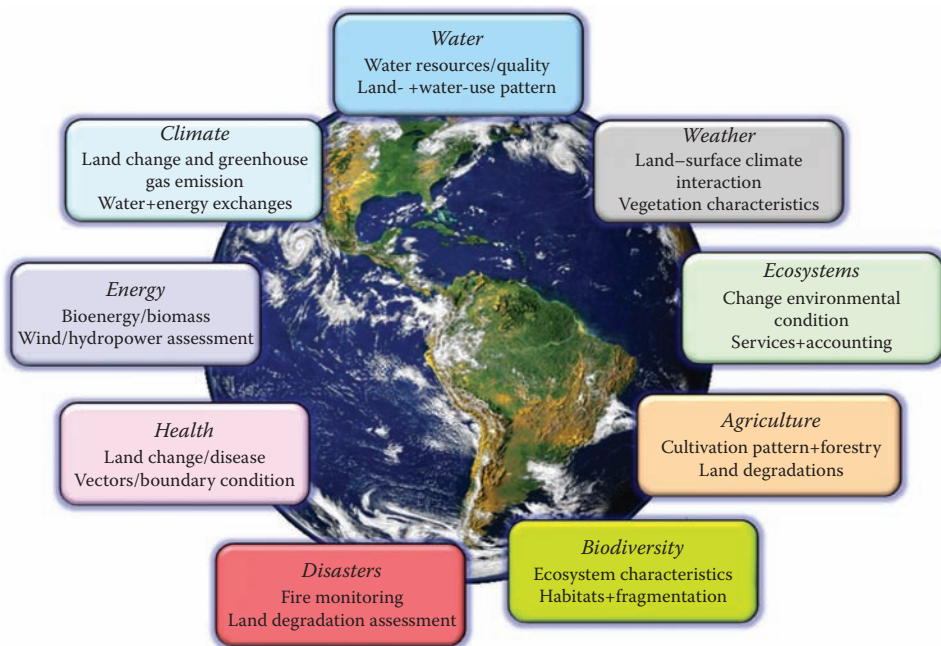 Water
Water resources/quality
Land- +water-use pattern
Climate
Land change and greenhouse
gas emission
Water+energy exchanges
Weather
Land–surface climate
interaction
Vegetation characteristics
Energy
Bioenergy/biomass
Wind/hydropower assessment
Ecosystems
Change environmental
condition
Services+accounting
Health
Land change/disease
Vectors/boundary condition
Agriculture
Cultivation pattern+forestry
Land degradations
Disasters
Fire monitoring
Land degradation assessment
Biodiversity
Ecosystem characteristics
Habitats+fragmentation